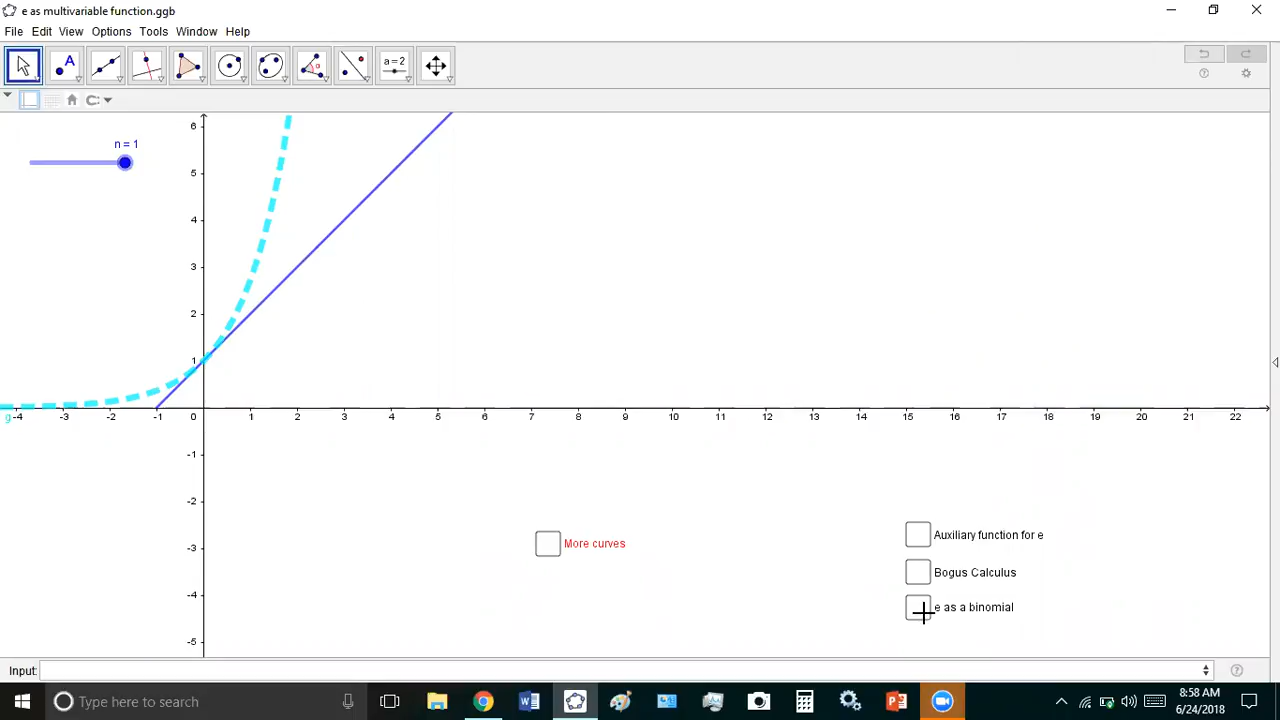 e as multivariable function.ggb
File Edit View Options Tools Window Help
A
a = 2
n = 1
6
5
4
3
2
1
g -4 -3 -2 -1 0 1 2 3 4 5 6 7 8 9 10 11 12 13 14 15 16 17 18 19 20 21 22
-1
-2
-3
-4
-5
More curves
Auxiliary function for e
Bogus Calculus
e as a binomial
Input:
Type here to search
8:58 AM
6/24/2018